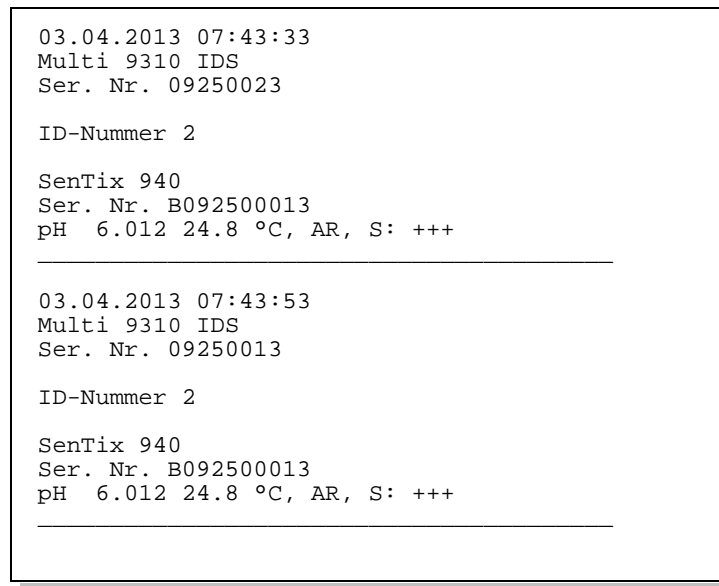 03.04.2013 07:43:33
Multi 9310 IDS
Ser. Nr. 09250023
ID-Nummer 2
SenTix 940
Ser. Nr. B092500013
pH 6.012 24.8 °C, AR, S: +++
03.04.2013 07:43:53
Multi 9310 IDS
Ser. Nr. 09250013
ID-Nummer 2
SenTix 940
Ser. Nr. B092500013
pH 6.012 24.8 °C, AR, S: +++